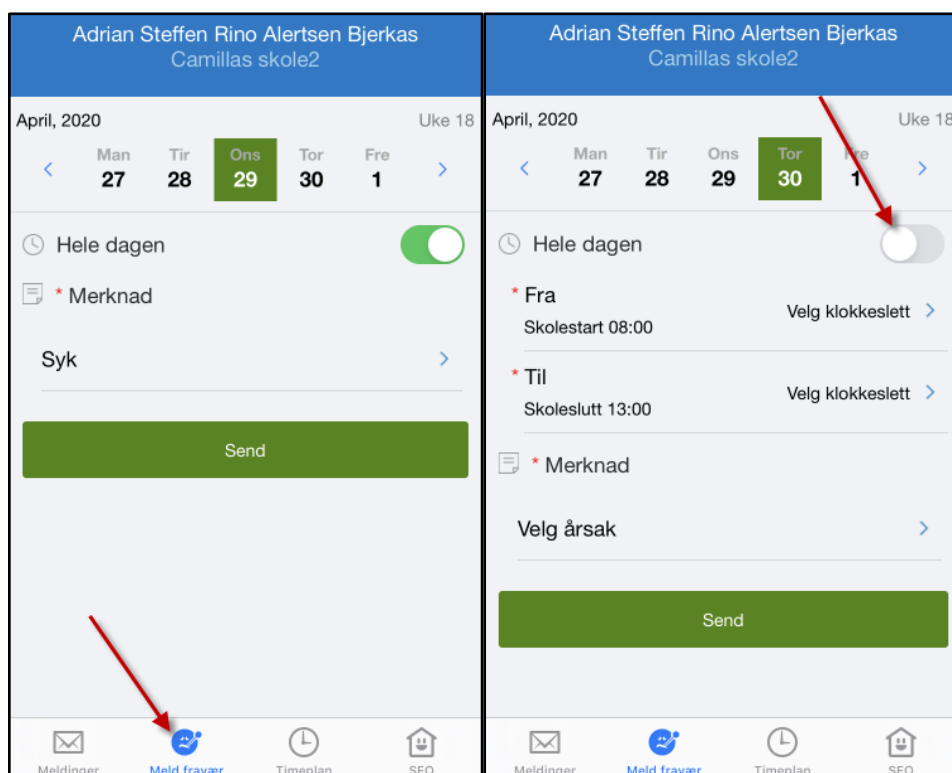 Adrian Steffen Rino Alertsen Bjerkas
Camillas skole2
April, 2020 Uke 18
Man Tir Ons Tor Fre
27 28 29 30 1
Hele dagen
* Merknad
Syk
Send
Meldinger Meld fravær Timeplan SFO
Adrian Steffen Rino Alertsen Bjerkas
Camillas skole2
April, 2020 Uke 18
Man Tir Ons Tor Fre
27 28 29 30 1
Hele dagen
* Fra
Skolestart 08:00
Velg klokkeslett
* Til
Skoleslutt 13:00
Velg klokkeslett
* Merknad
Velg årsak
Send
Meldinger Meld fravær Timeplan SFO